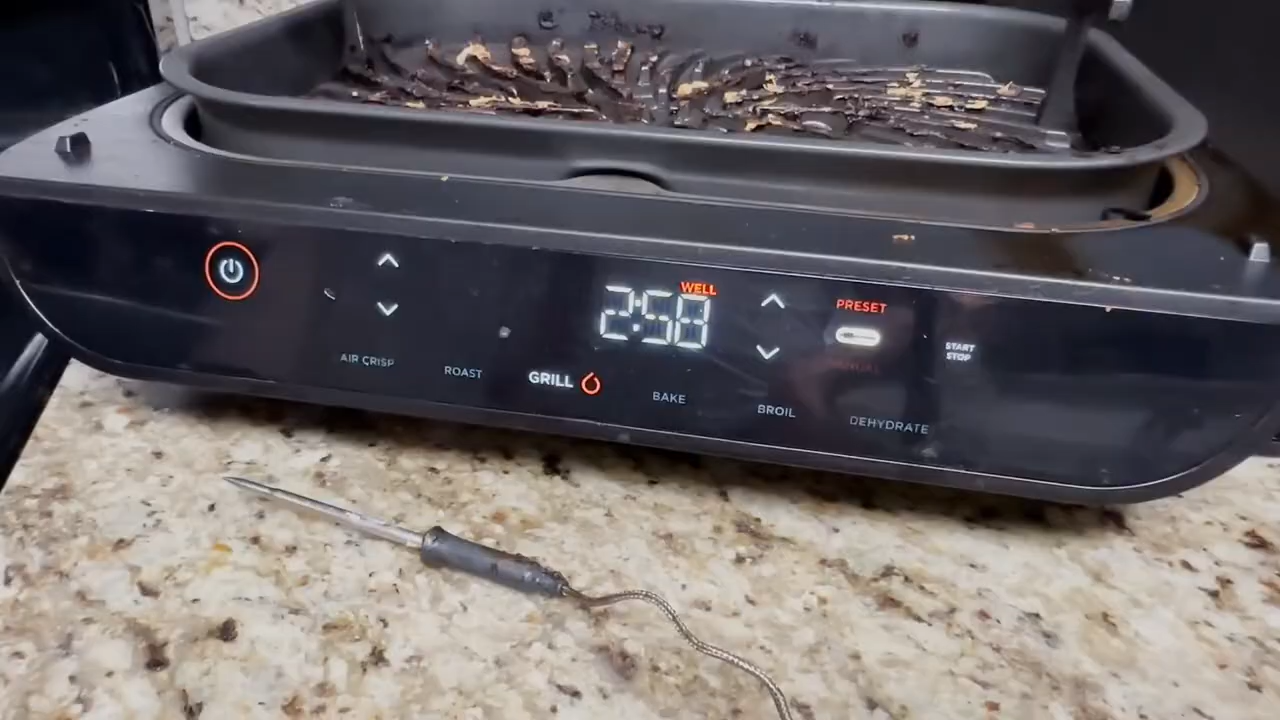 WELL
2:58
PRESET
START
STOP
AIR CRISP
ROAST
GRILL
BAKE
BROIL
DEHYDRATE